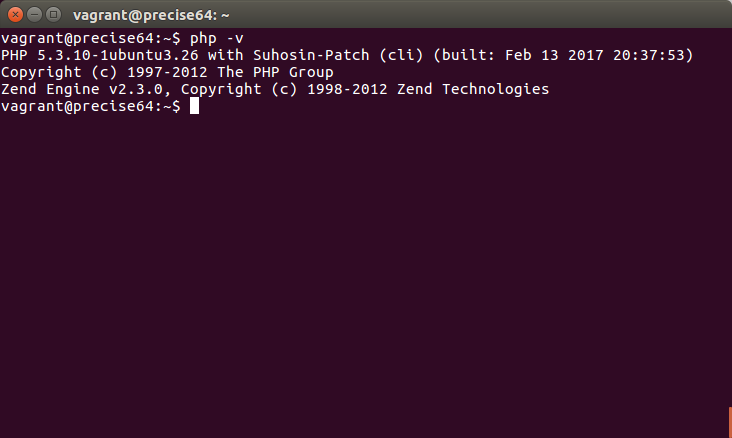 vagrant@precise64: ~
vagrant@precise64:~$ php -v
PHP 5.3.10-1ubuntu3.26 with Suhosin-Patch (cli) (built: Feb 13 2017 20:37:53)
Copyright (c) 1997-2012 The PHP Group
Zend Engine v2.3.0, Copyright (c) 1998-2012 Zend Technologies
vagrant@precise64:~$